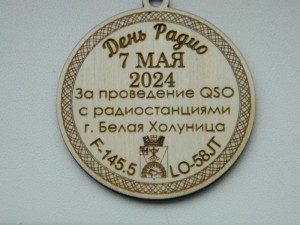 День Радио
7 МАЯ
2024
За проведение QSO
с радиостанциями
г. Белая Холуница
F-145.5 LO-58JT